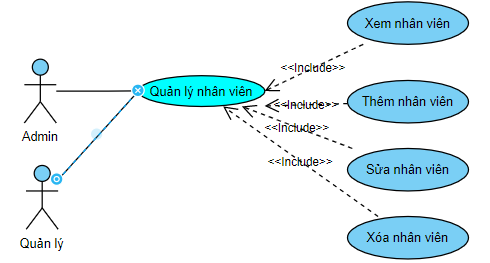 Xem nhân viên
<<Include>>
Quản lý nhân viên
Thêm nhân viên
<<Include>>
Admin
<<Include>>
Sửa nhân viên
<<Include>>
Quản lý
Xóa nhân viên